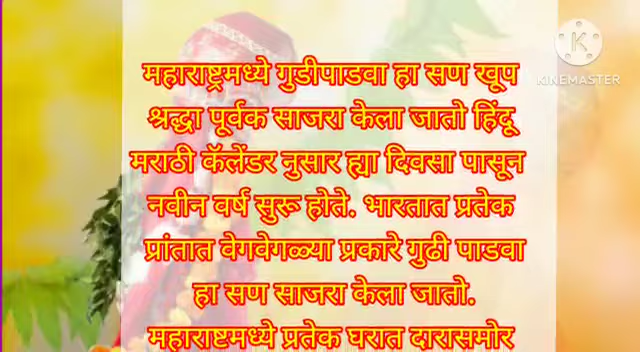 महाराष्ट्रमध्ये गुडीपाडवा हा सण खूप
श्रद्धा पूर्वक साजरा केला जातो हिंदू
मराठी कॅलेंडर नुसार ह्या दिवसा पासून
नवीन वर्ष सुरू होते. भारतात प्रतेक
प्रांतात वेगवेगळ्या प्रकारे गुढी पाडवा
हा सण साजरा केला जातो.
महाराष्टमध्ये प्रतेक घरात दारासमोर
K
KINEMASTER